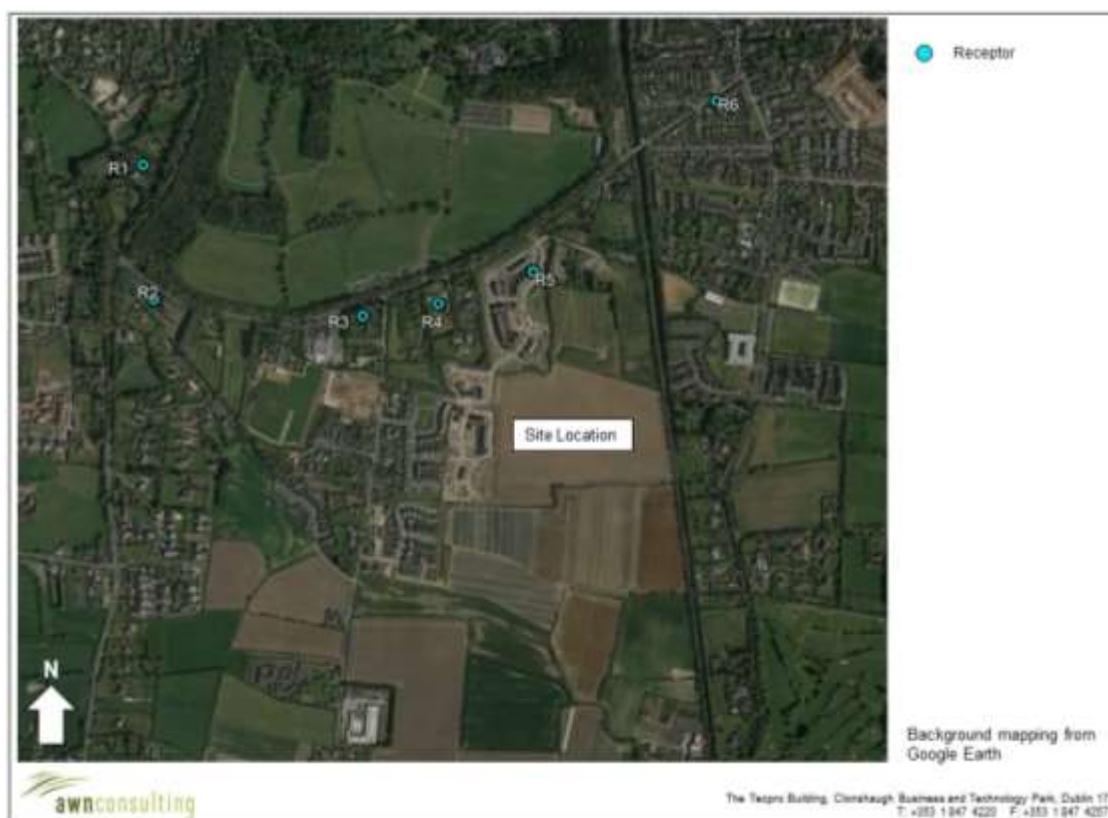 Receptor
R6
R1
R2
R5
R4
R3
Site Location
N
Background mapping from
Google Earth
awnconsulting
The Tecpro Building, Clonshaugh Business and Technology Park, Dublin 17
T: +353 1 847 4220 F: +353 1 847 4257